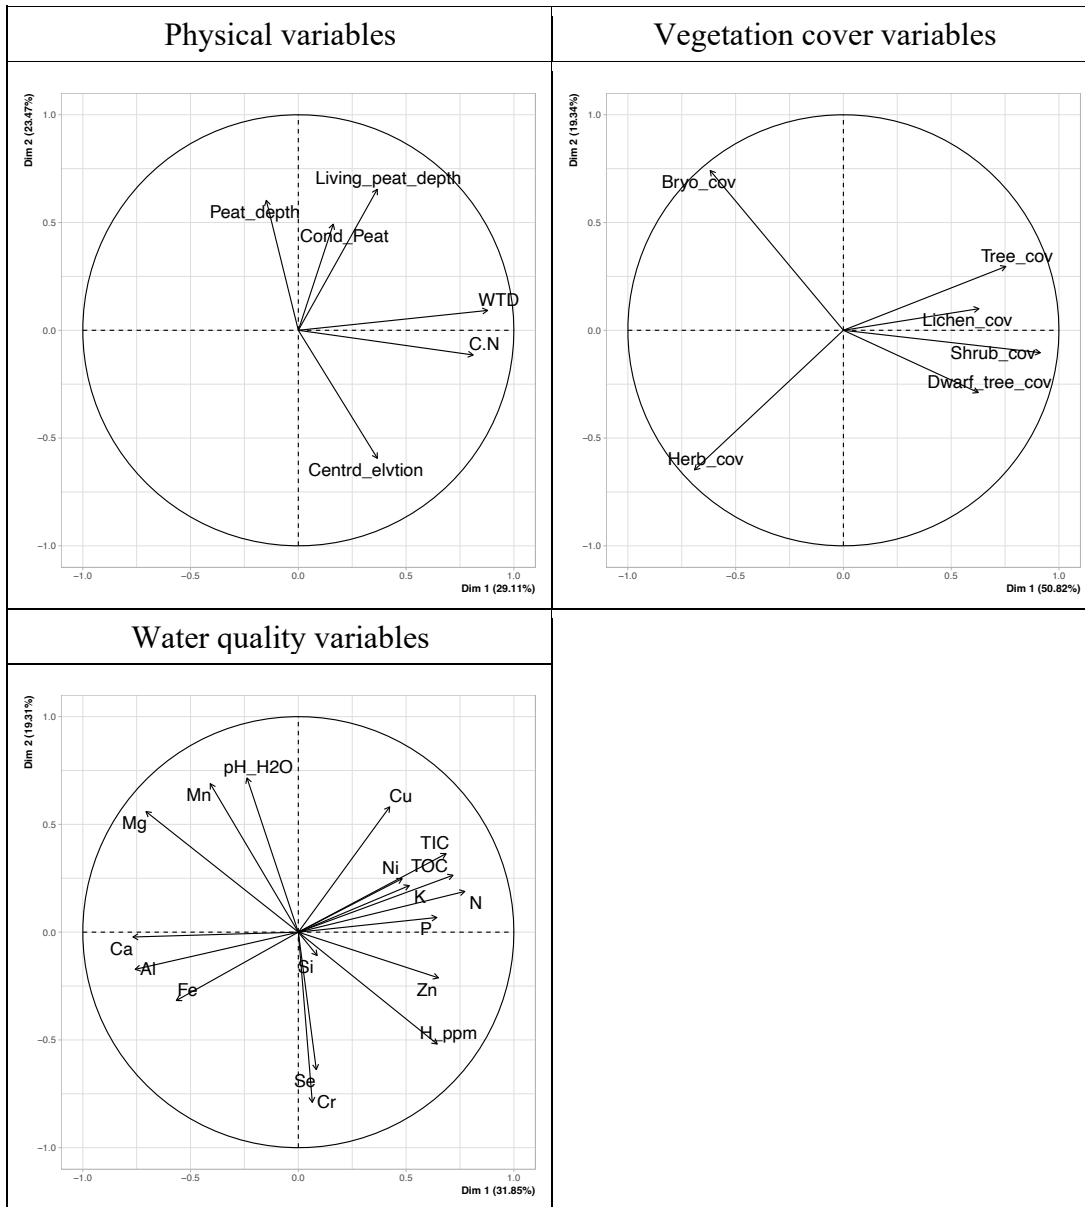 Physical variables
Vegetation cover variables
Dim 2 (23.47%)
1.0
0.5
0.0
−0.5
−1.0
Living_peat_depth
Peat_depth
Cond_Peat
WTD
C.N
Centrd_elvtion
−1.0
−0.5
0.0
0.5
1.0
Dim 1 (29.11%)
Dim 2 (19.34%)
1.0
0.5
0.0
−0.5
−1.0
Bryo_cov
Tree_cov
Lichen_cov
Shrub_cov
Dwarf_tree_cov
Herb_cov
−1.0
−0.5
0.0
0.5
1.0
Dim 1 (50.82%)
Water quality variables
Dim 2 (19.31%)
1.0
0.5
0.0
−0.5
−1.0
pH_H2O
Mn
Mg
Cu
TIC
Ni
TOC
K
N
P
Ca
Al
Si
Fe
Zn
H_ppm
Se
Cr
−1.0
−0.5
0.0
0.5
1.0
Dim 1 (31.85%)